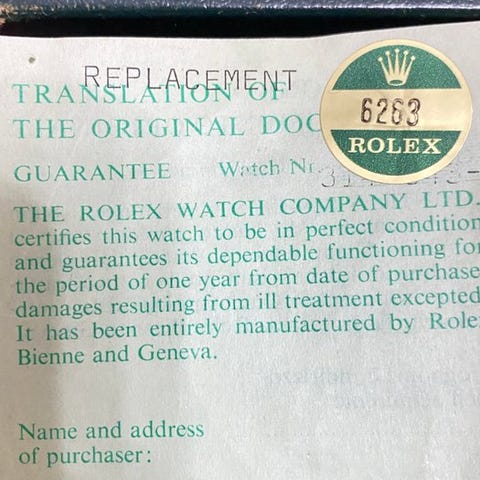 REPLACEMENT
TRANSLATION OF
THE ORIGINAL DOC
6263
ROLEX
GUARANTEE Watch Nr.
THE ROLEX WATCH COMPANY LTD.
certifies this watch to be in perfect condition
and guarantees its dependable functioning for
the period of one year from date of purchase
damages resulting from ill treatment excepted
It has been entirely manufactured by Role
Bienne and Geneva.
Name and address
of purchaser: